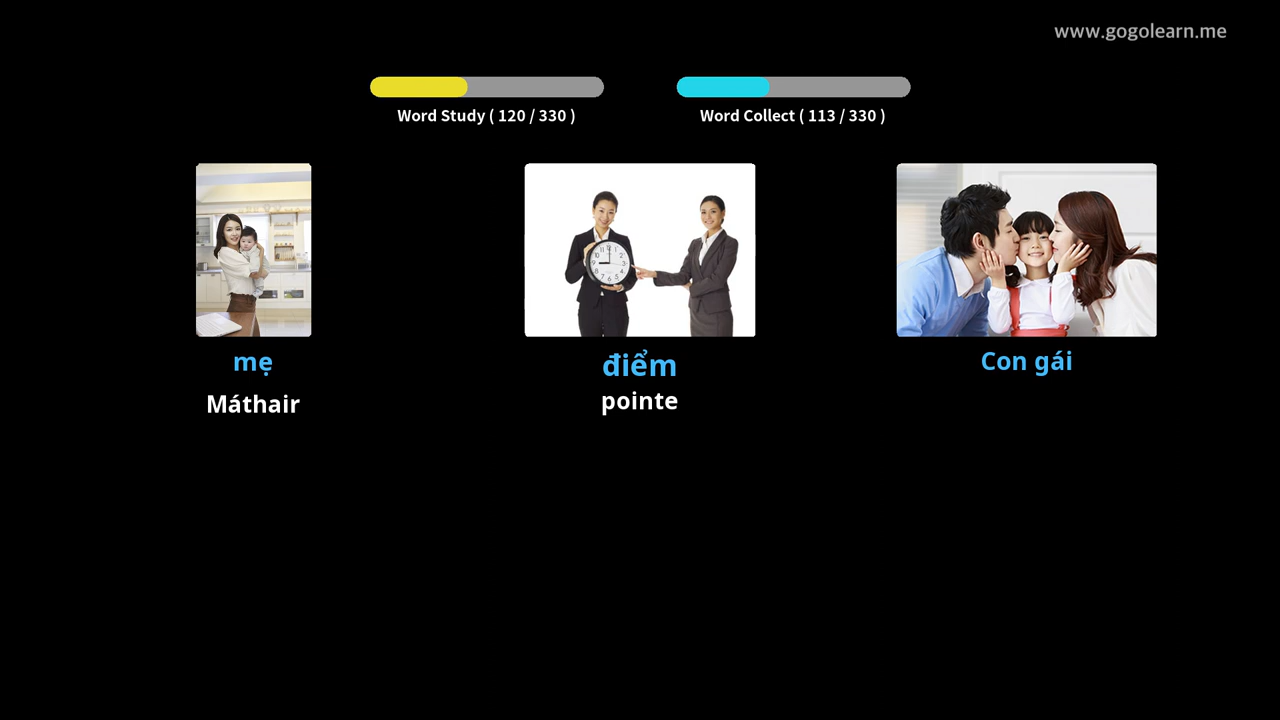 www.gogolearn.me
Word Study ( 120 / 330 )
Word Collect ( 113 / 330 )
mẹ
Máthair
điểm
pointe
Con gái